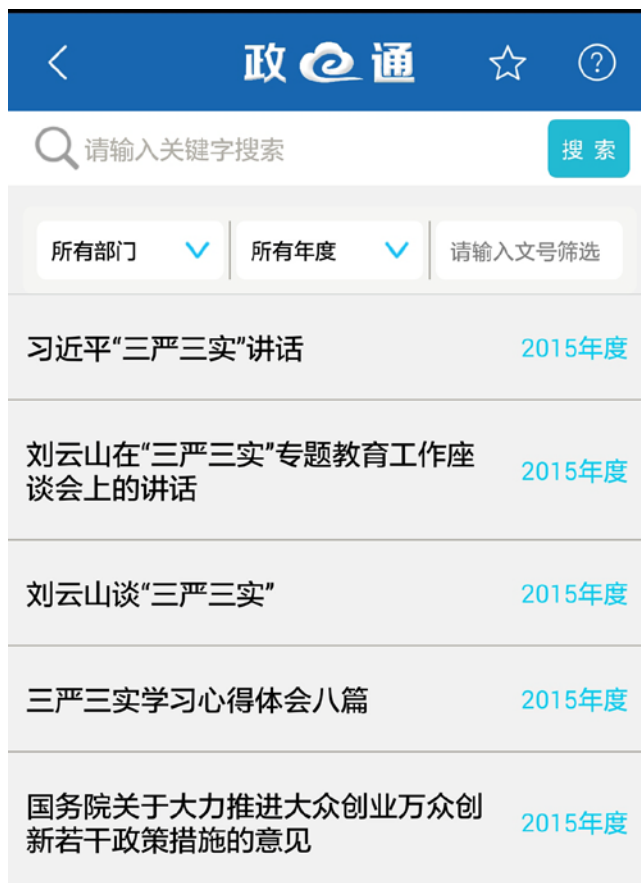 政e通
请输入关键字搜索
搜索
所有部门
所有年度
请输入文号筛选
习近平“三严三实”讲话
2015年度
刘云山在“三严三实”专题教育工作座
谈会上的讲话
2015年度
刘云山谈“三严三实”
2015年度
三严三实学习心得体会八篇
2015年度
国务院关于大力推进大众创业万众创
新若干政策措施的意见
2015年度